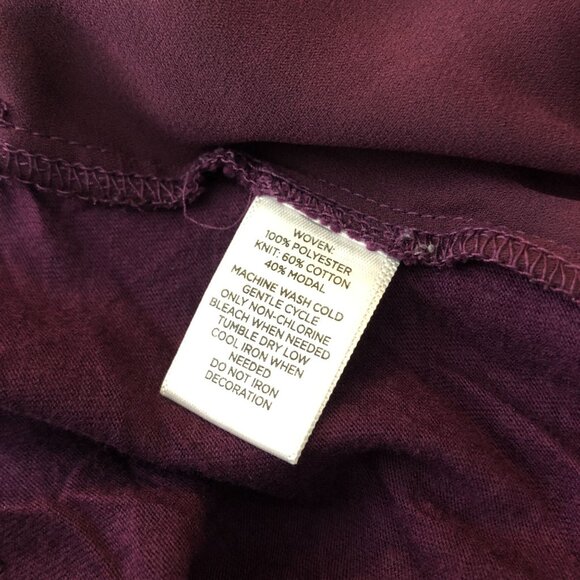 WOVEN:
100% POLYESTER
KNIT: 60% COTTON
40% MODAL
MACHINE WASH COLD
GENTLE CYCLE
ONLY NON-CHLORINE
BLEACH WHEN NEEDED
TUMBLE DRY LOW
COOL IRON WHEN
NEEDED
DO NOT IRON
DECORATION